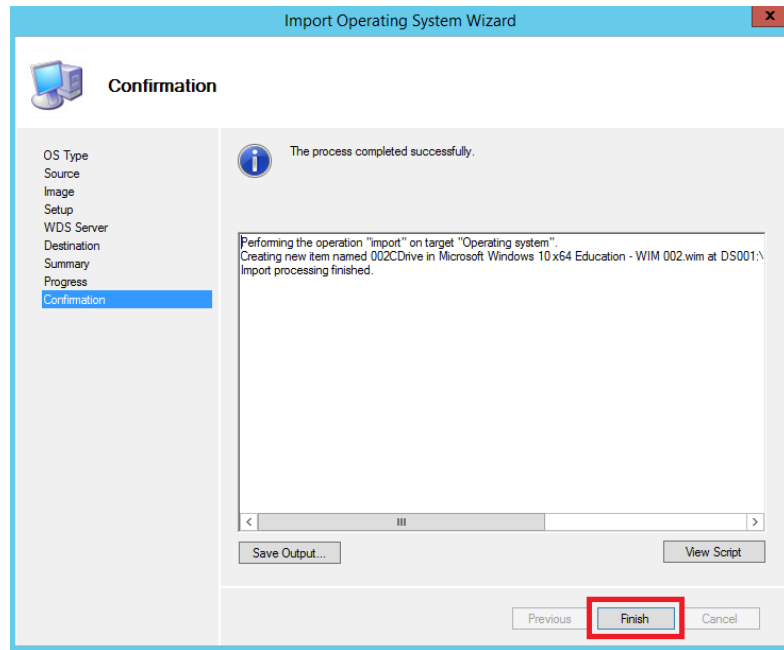 Import Operating System Wizard
x
Confirmation
OS Type
Source
Image
Setup
WDS Server
Destination
Summary
Progress
Confirmation
The process completed successfully.
Performing the operation "import" on target "Operating system".
Creating new item named 002CDrive in Microsoft Windows 10 x64 Education - WIM 002.wim at DS001:\
Import processing finished.
Save Output...
View Script
Previous
Finish
Cancel